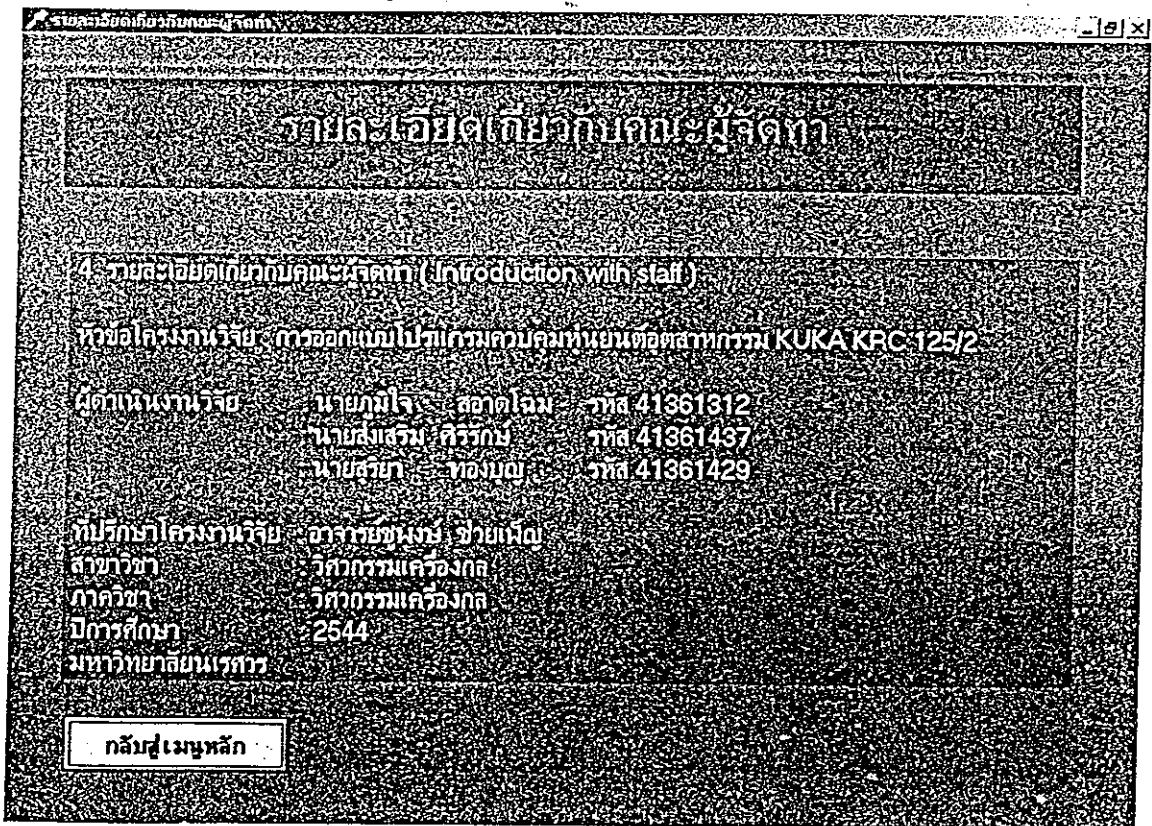 รายละเอียดเกี่ยวกับคณะผู้จัดทำ
รายละเอียดเกี่ยวกับคณะผู้จัดทำ
4. รายละเอียดเกี่ยวกับคณะผู้จัดทำ ( Introduction with staff )
หัวข้อโครงงานวิจัย : การออกแบบโปรแกรมควบคุมหุ่นยนต์อุตสาหกรรม KUKA KRC 125/2
ผู้ดำเนินงานวิจัย : นายภูมิใจ สอาดโฉม รหัส 41361312
: นายส่งเสริม ศิริรักษ์ รหัส 41361437
: นายสุริยา ทองบุญ รหัส 41361429
ที่ปรึกษาโครงงานวิจัย : อาจารย์ชูพงษ์ ช่วยเพ็ญ
สาขาวิชา : วิศวกรรมเครื่องกล
ภาควิชา : วิศวกรรมเครื่องกล
ปีการศึกษา : 2544
มหาวิทยาลัยนเรศวร
กลับสู่เมนูหลัก